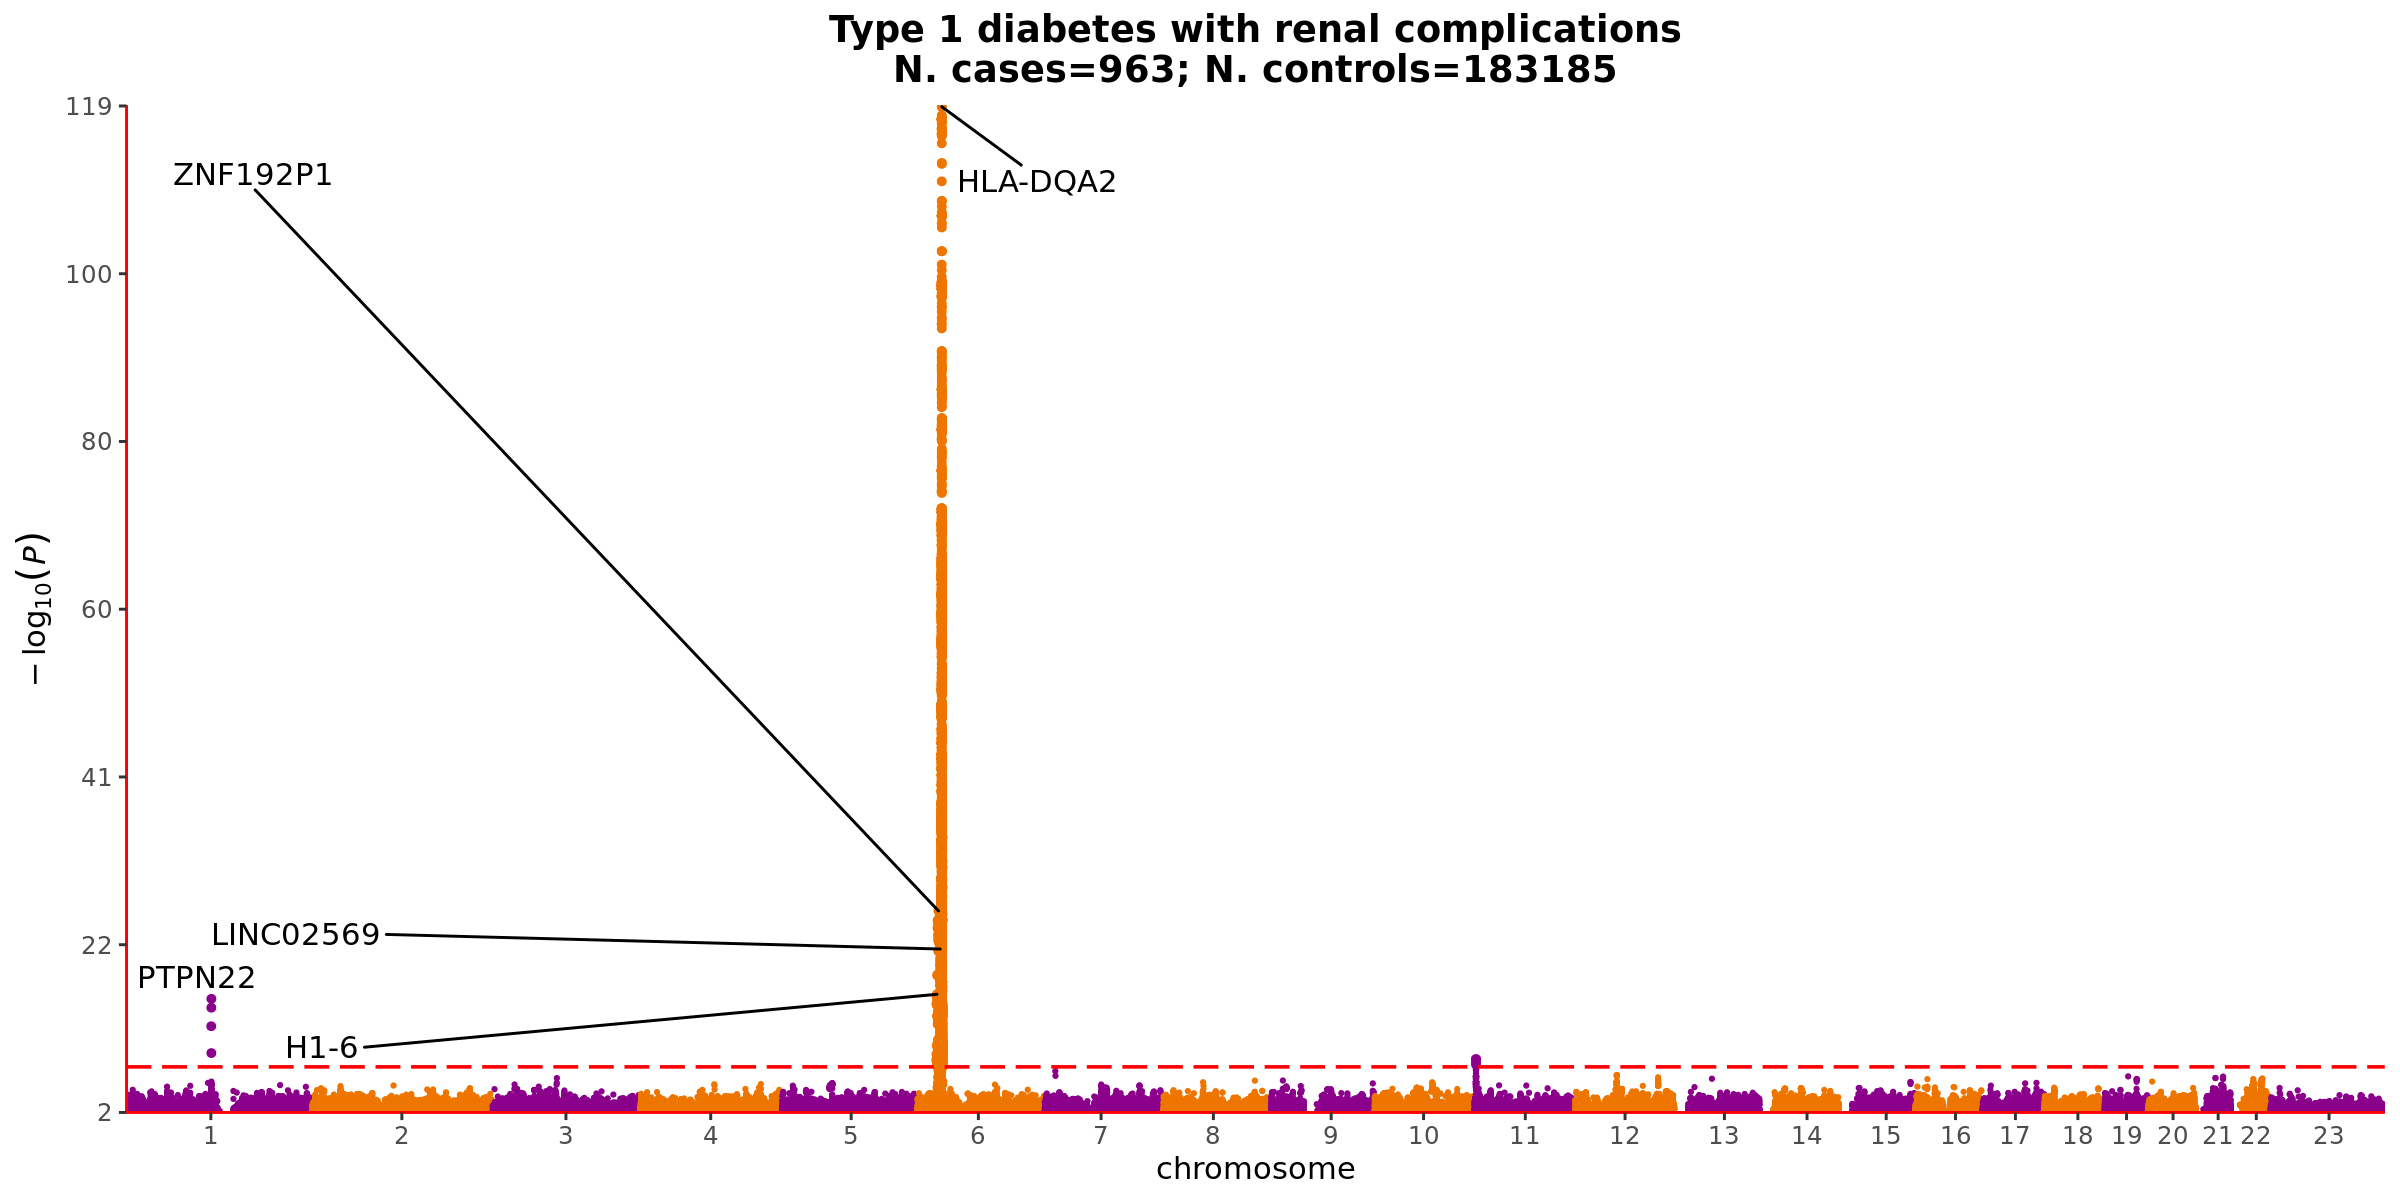 Type 1 diabetes with renal complications
N. cases=963; N. controls=183185
119
100
80
60
41
22
2
− log10(P)
ZNF192P1
HLA-DQA2
LINC02569
PTPN22
H1-6
1 2 3 4 5 6 7 8 9 10 11 12 13 14 15 16 17 18 19 20 21 22 23
chromosome